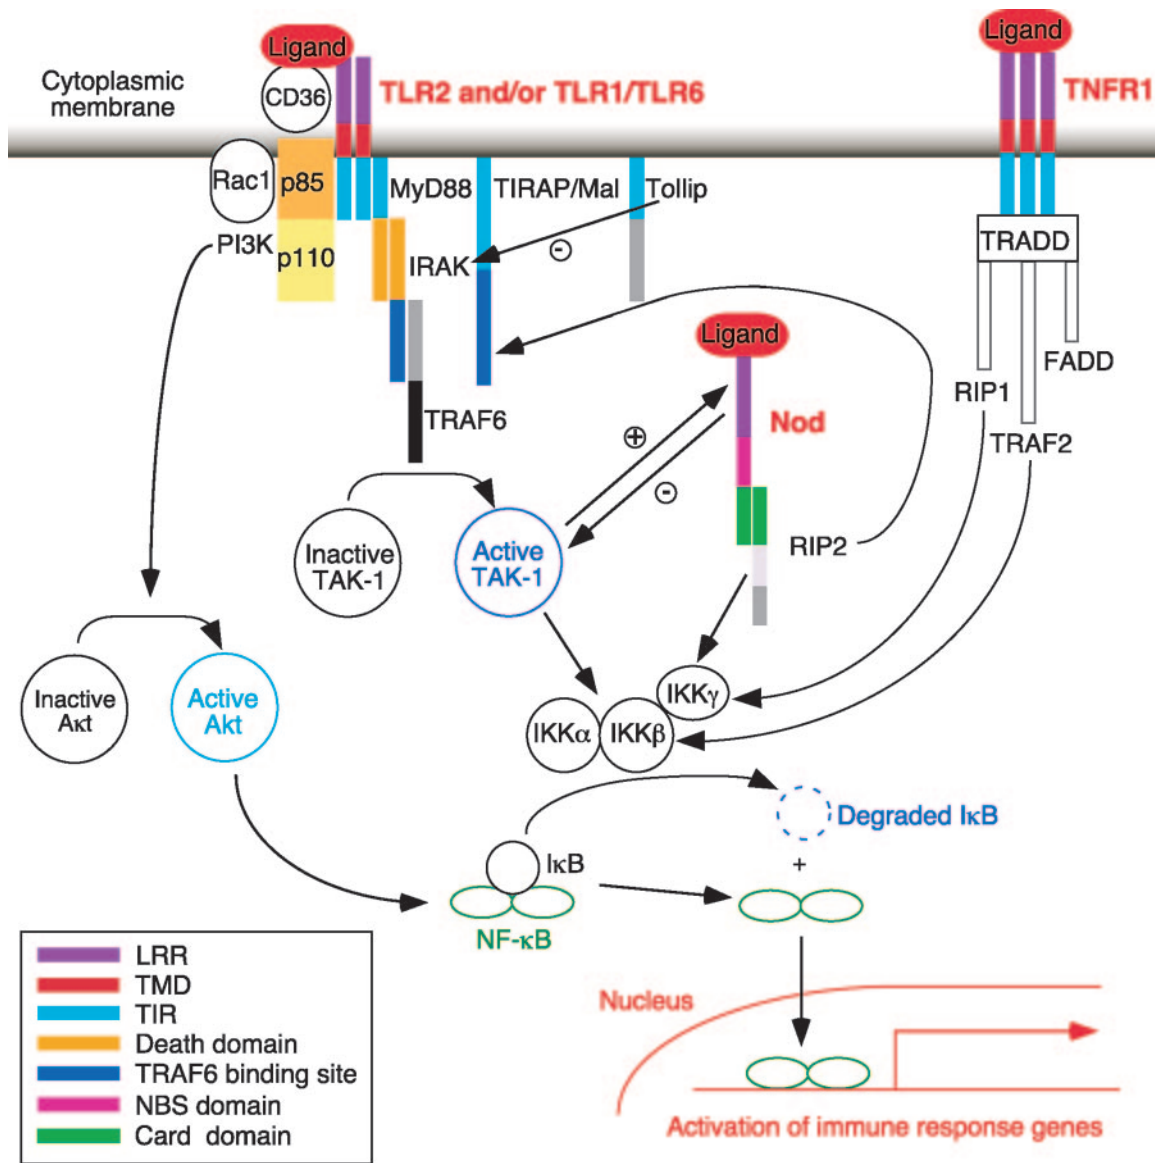 Ligand
Ligand
Cytoplasmic
membrane
CD36
TLR2 and/or TLR1/TLR6
TNFR1
Rac1
p85
MyD88
TIRAP/Mal
Tollip
PI3K
p110
IRAK
-
TRADD
Ligand
FADD
RIP1
TRAF6
Nod
TRAF2
+
-
Inactive
TAK-1
Active
TAK-1
RIP2
Inactive
Aκt
Active
Akt
IKKγ
IKKα
IKKβ
Degraded IκB
IκB
+
NF-κB
LRR
TMD
TIR
Death domain
TRAF6 binding site
NBS domain
Card domain
Nucleus
Activation of immune response genes